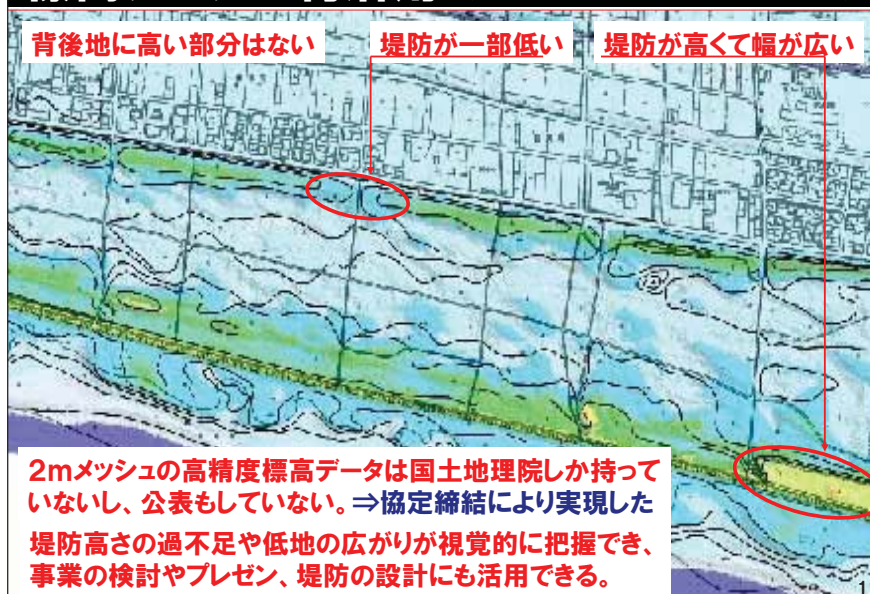 背後地に高い部分はない
堤防が一部低い
堤防が高くて幅が広い
2mメッシュの高精度標高データは国土地理院しか持って
いないし、公表もしていない。⇒協定締結により実現した
堤防高さの過不足や低地の広がりが視覚的に把握でき、
事業の検討やプレゼン、堤防の設計にも活用できる。
1